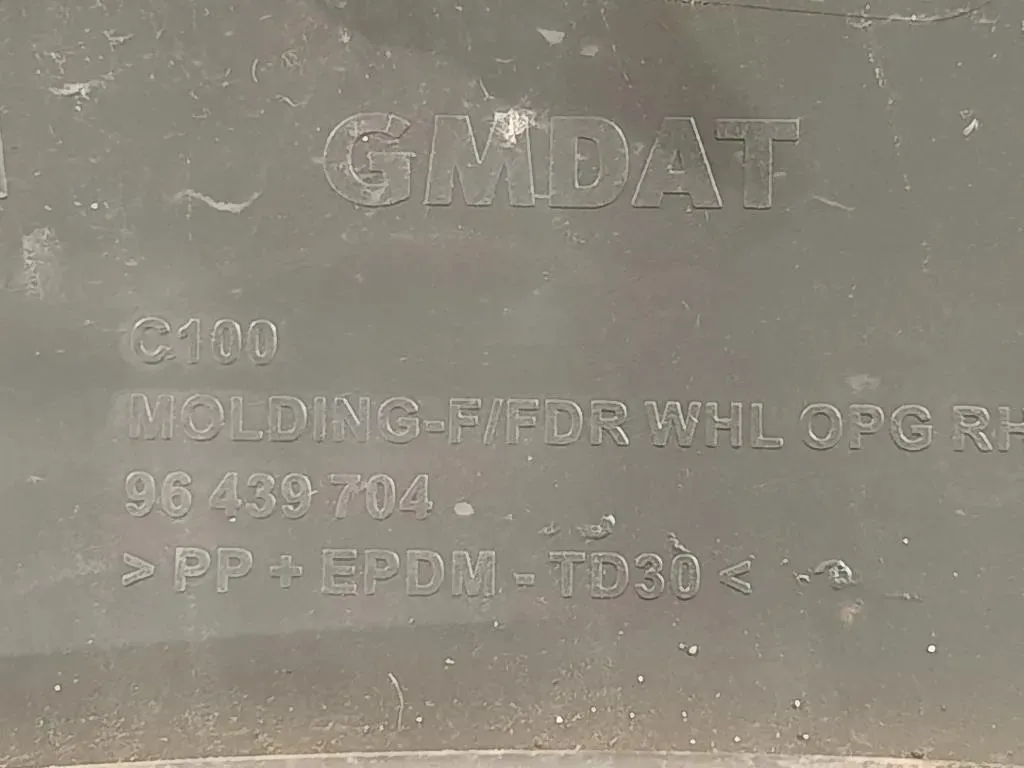 GMDAT
C100
MOLDING-F/FDR WHL OPG RH
96 439 704
> PP + EPDM - TD30 <